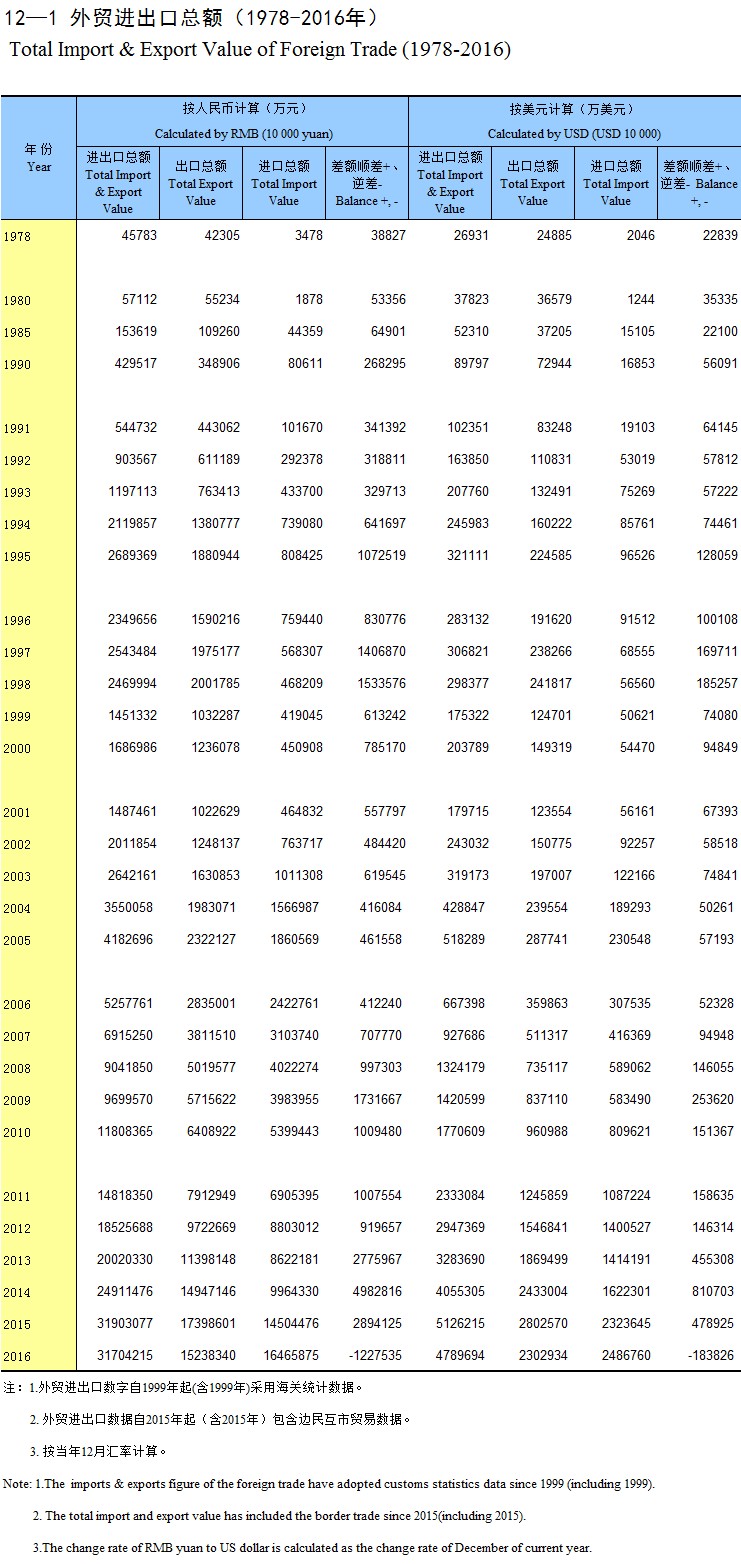 12—1 外贸进出口总额（1978-2016年）
Total Import & Export Value of Foreign Trade (1978-2016)
年 份
Year
按人民币计算（万元）
Calculated by RMB (10 000 yuan)
按美元计算（万美元）
Calculated by USD (USD 10 000)
进出口总额
Total Import
& Export
Value
出口总额
Total Export
Value
进口总额
Total Import
Value
差额顺差+、
逆差-
Balance +, -
进出口总额
Total Import
& Export
Value
出口总额
Total Export
Value
进口总额
Total Import
Value
差额顺差+、
逆差- Balance
+, -
1978 45783 42305 3478 38827 26931 24885 2046 22839
1980 57112 55234 1878 53356 37823 36579 1244 35335
1985 153619 109260 44359 64901 52310 37205 15105 22100
1990 429517 348906 80611 268295 89797 72944 16853 56091
1991 544732 443062 101670 341392 102351 83248 19103 64145
1992 903567 611189 292378 318811 163850 110831 53019 57812
1993 1197113 763413 433700 329713 207760 132491 75269 57222
1994 2119857 1380777 739080 641697 245983 160222 85761 74461
1995 2689369 1880944 808425 1072519 321111 224585 96526 128059
1996 2349656 1590216 759440 830776 283132 191620 91512 100108
1997 2543484 1975177 568307 1406870 306821 238266 68555 169711
1998 2469994 2001785 468209 1533576 298377 241817 56560 185257
1999 1451332 1032287 419045 613242 175322 124701 50621 74080
2000 1686986 1236078 450908 785170 203789 149319 54470 94849
2001 1487461 1022629 464832 557797 179715 123554 56161 67393
2002 2011854 1248137 763717 484420 243032 150775 92257 58518
2003 2642161 1630853 1011308 619545 319173 197007 122166 74841
2004 3550058 1983071 1566987 416084 428847 239554 189293 50261
2005 4182696 2322127 1860569 461558 518289 287741 230548 57193
2006 5257761 2835001 2422761 412240 667398 359863 307535 52328
2007 6915250 3811510 3103740 707770 927686 511317 416369 94948
2008 9041850 5019577 4022274 997303 1324179 735117 589062 146055
2009 9699570 5715622 3983955 1731667 1420599 837110 583490 253620
2010 11808365 6408922 5399443 1009480 1770609 960988 809621 151367
2011 14818350 7912949 6905395 1007554 2333084 1245859 1087224 158635
2012 18525688 9722669 8803012 919657 2947369 1546841 1400527 146314
2013 20020330 11398148 8622181 2775967 3283690 1869499 1414191 455308
2014 24911476 14947146 9964330 4982816 4055305 2433004 1622301 810703
2015 31903077 17398601 14504476 2894125 5126215 2802570 2323645 478925
2016 31704215 15238340 16465875 -1227535 4789694 2302934 2486760 -183826
注：1.外贸进出口数字自1999年起(含1999年)采用海关统计数据。
2. 外贸进出口数据自2015年起（含2015年）包含边民互市贸易数据。
3. 按当年12月汇率计算。
Note: 1.The imports & exports figure of the foreign trade have adopted customs statistics data since 1999 (including 1999).
2. The total import and export value has included the border trade since 2015(including 2015).
3.The change rate of RMB yuan to US dollar is calculated as the change rate of December of current year.